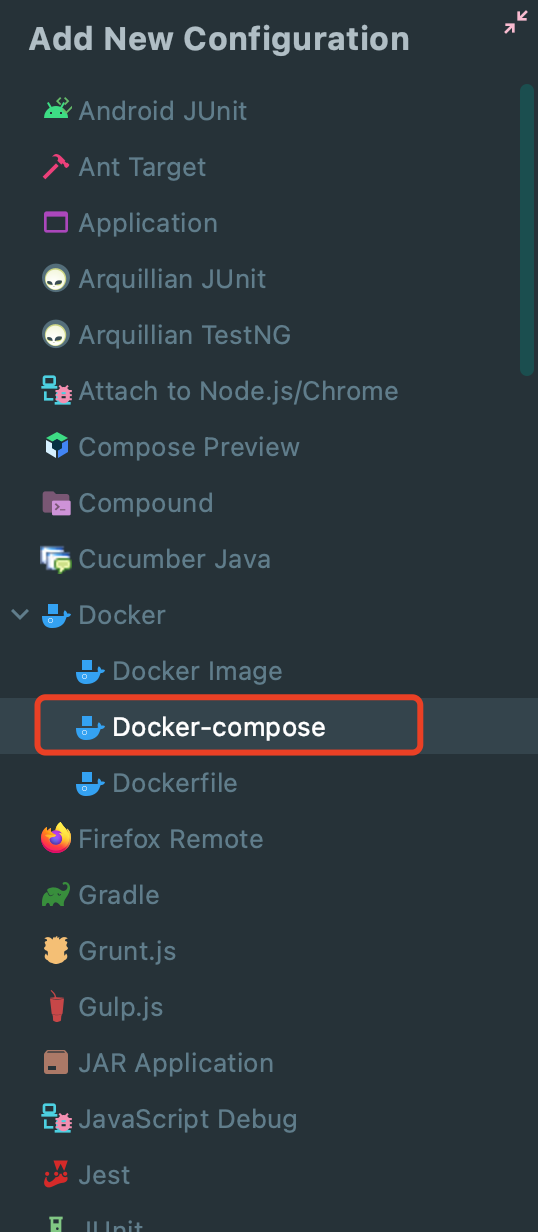 Add New Configuration
Android JUnit
Ant Target
Application
Arquillian JUnit
Arquillian TestNG
Attach to Node.js/Chrome
Compose Preview
Compound
Cucumber Java
Docker
Docker Image
Docker-compose
Dockerfile
Firefox Remote
Gradle
Grunt.js
Gulp.js
JAR Application
JavaScript Debug
Jest
JUnit